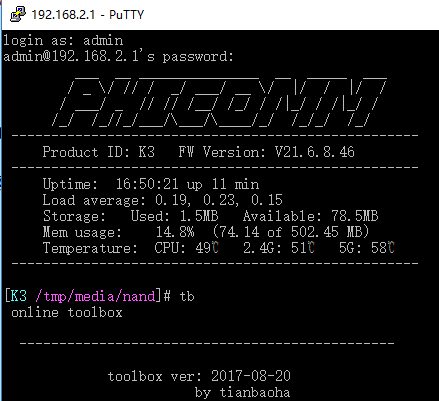 192.168.2.1 - PuTTY
login as: admin
admin@192.168.2.1's password:
PHICOMM
Product ID: K3 FW Version: V21.6.8.46
Uptime: 16:50:21 up 11 min
Load average: 0.19, 0.23, 0.15
Storage: Used: 1.5MB Available: 78.5MB
Mem usage: 14.8% (74.14 of 502.45 MB)
Temperature: CPU: 49℃ 2.4G: 51℃ 5G: 58℃
[K3 /tmp/media/nand]# tb
online toolbox
toolbox ver: 2017-08-20
by tianbaoha